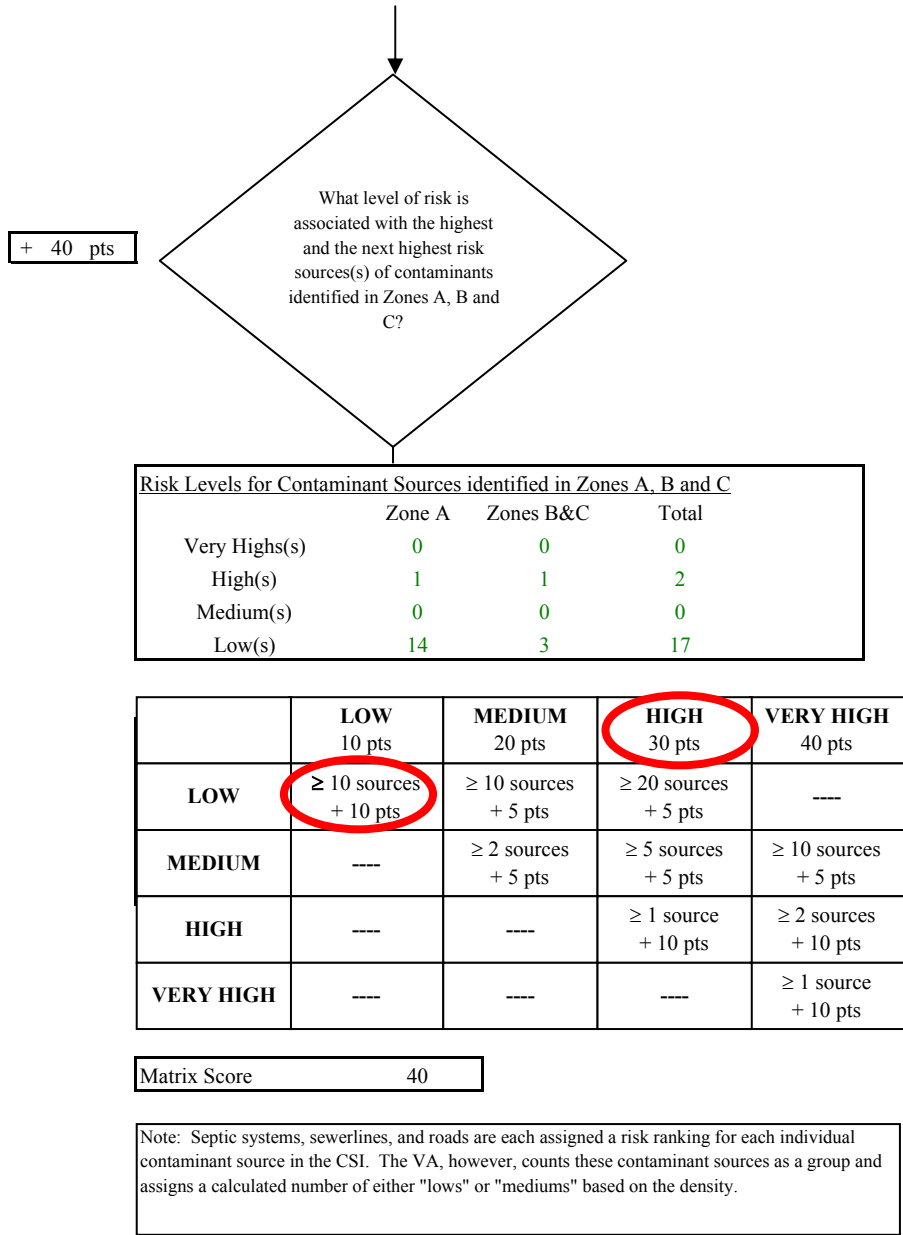 What level of risk is
associated with the highest
and the next highest risk
sources(s) of contaminants
identified in Zones A, B and
C?
+ 40 pts
Risk Levels for Contaminant Sources identified in Zones A, B and C
Zone A Zones B&C Total
Very Highs(s) 0 0 0
High(s) 1 1 2
Medium(s) 0 0 0
Low(s) 14 3 17
LOW MEDIUM HIGH VERY HIGH
10 pts 20 pts 30 pts 40 pts
LOW ≥ 10 sources + 10 pts ≥ 10 sources + 5 pts ≥ 20 sources + 5 pts ----
MEDIUM ---- ≥ 2 sources + 5 pts ≥ 5 sources + 5 pts ≥ 10 sources + 5 pts
HIGH ---- ---- ≥ 1 source + 10 pts ≥ 2 sources + 10 pts
VERY HIGH ---- ---- ---- ≥ 1 source + 10 pts
Matrix Score 40
Note: Septic systems, sewerlines, and roads are each assigned a risk ranking for each individual
contaminant source in the CSI. The VA, however, counts these contaminant sources as a group and
assigns a calculated number of either "lows" or "mediums" based on the density.